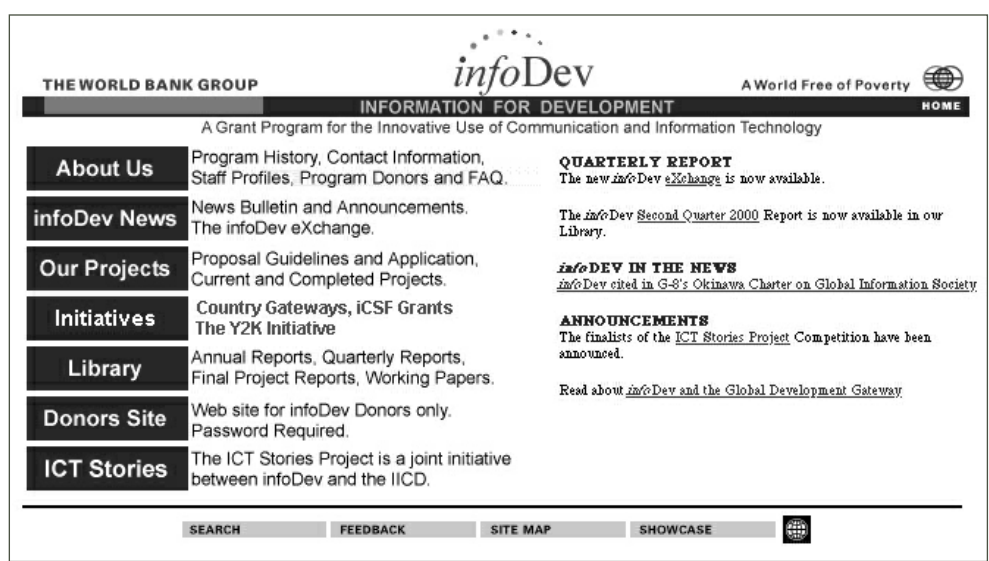 THE WORLD BANK GROUP
infoDev
A World Free of Poverty
INFORMATION FOR DEVELOPMENT
HOME
A Grant Program for the Innovative Use of Communication and Information Technology
About Us
Program History, Contact Information,
Staff Profiles, Program Donors and FAQ.
infoDev News
News Bulletin and Announcements.
The infoDev eXchange.
Our Projects
Proposal Guidelines and Application,
Current and Completed Projects.
Initiatives
Country Gateways, iCSF Grants
The Y2K Initiative
Library
Annual Reports, Quarterly Reports,
Final Project Reports, Working Papers.
Donors Site
Web site for infoDev Donors only.
Password Required.
ICT Stories
The ICT Stories Project is a joint initiative
between infoDev and the IICD.
QUARTERLY REPORT
The new infoDev eXchange is now available.
The infoDev Second Quarter 2000 Report is now available in our
Library.
infoDEV IN THE NEWS
infoDev cited in G-8's Okinawa Charter on Global Information Society
ANNOUNCEMENTS
The finalists of the ICT Stories Project Competition have been
announced.
Read about infoDev and the Global Development Gateway
SEARCH
FEEDBACK
SITE MAP
SHOWCASE